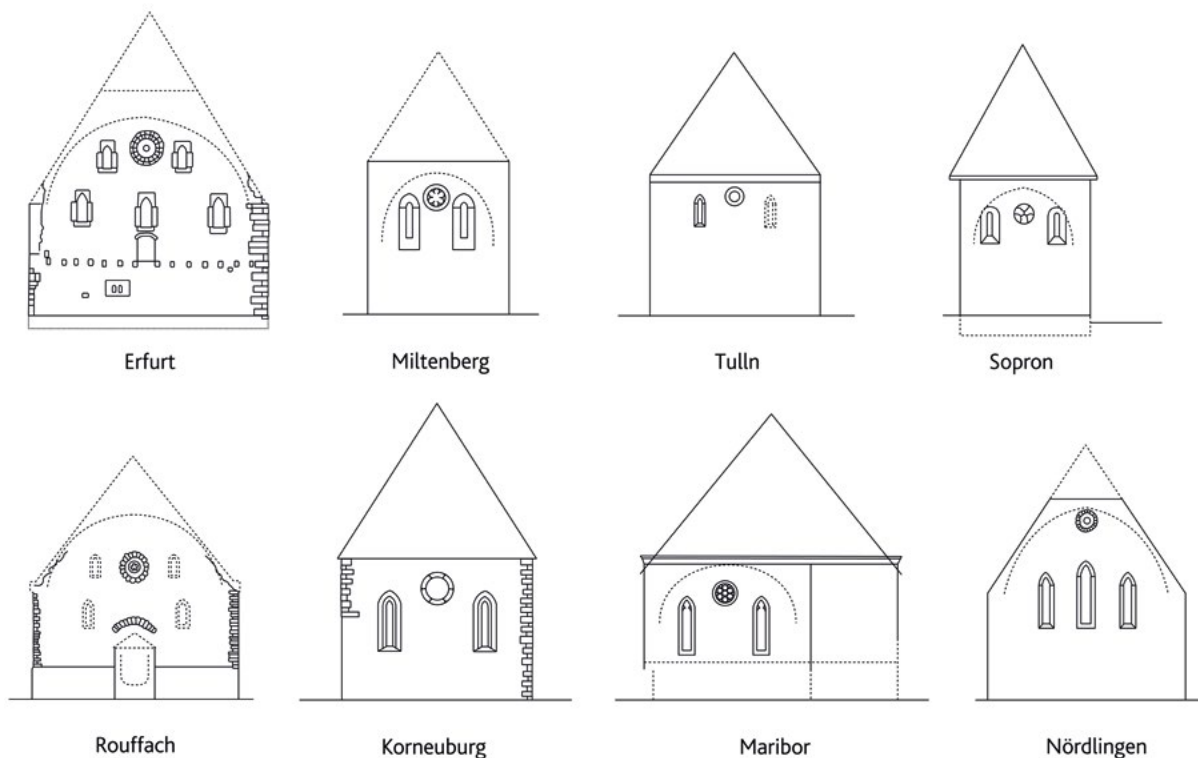 Erfurt
Miltenberg
Tulln
Sopron
Rouffach
Korneuburg
Maribor
Nördlingen